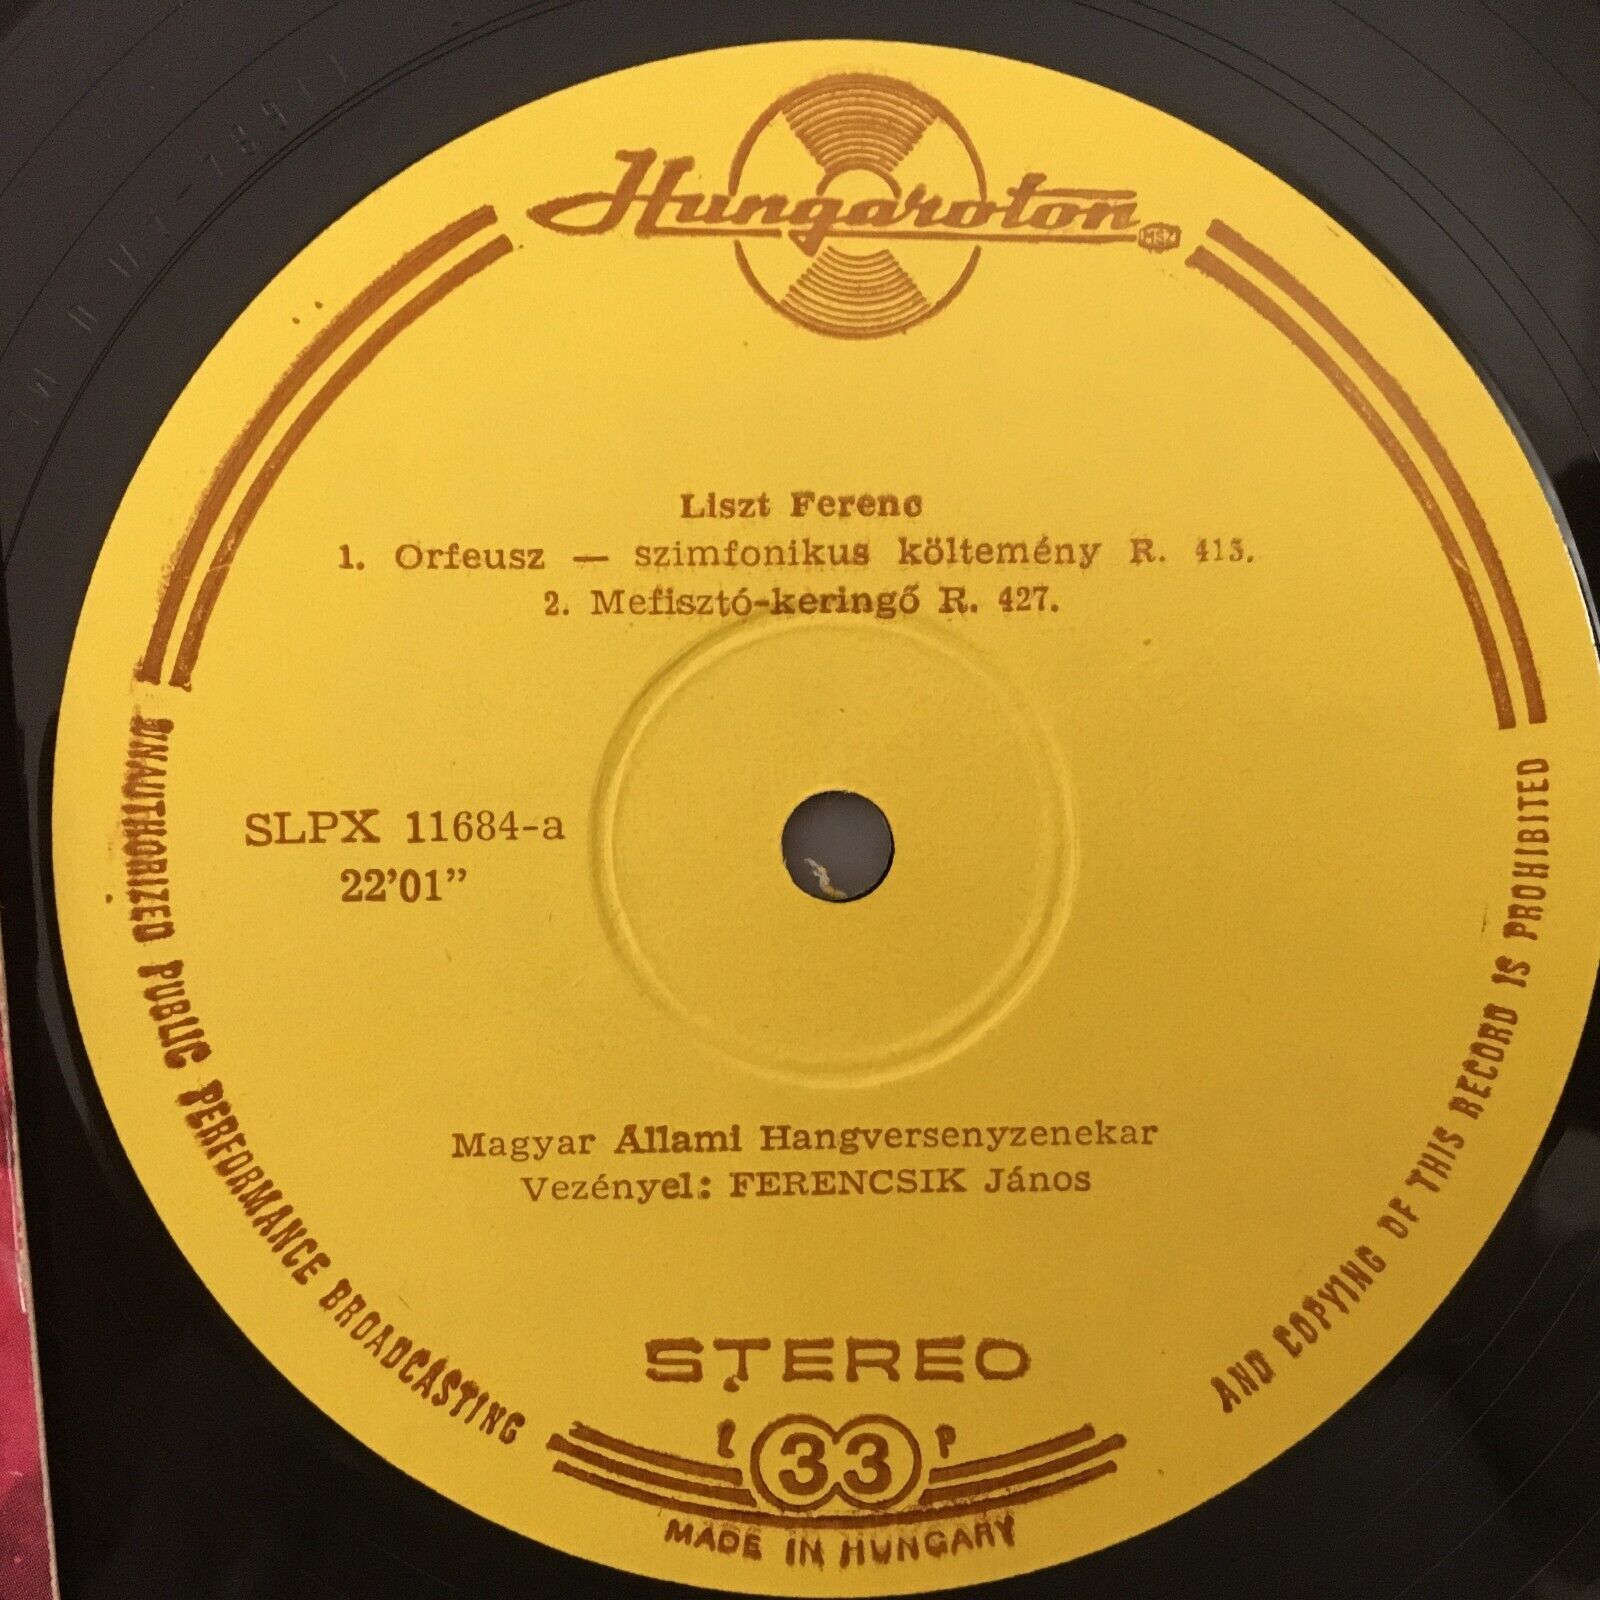 Hungaroton
MSZ
Liszt Ferenc
1. Orfeusz — szimfonikus költemény R. 413.
2. Mefisztó-keringő R. 427.
SLPX 11684-a
22’01”
Magyar Állami Hangversenyzenekar
Vezényel: FERENCSIK János
STEREO
L 33 P
MADE IN HUNGARY
UNAUTHORIZED PUBLIC PERFORMANCE BROADCASTING
AND COPYING OF THIS RECORD IS PROHIBITED